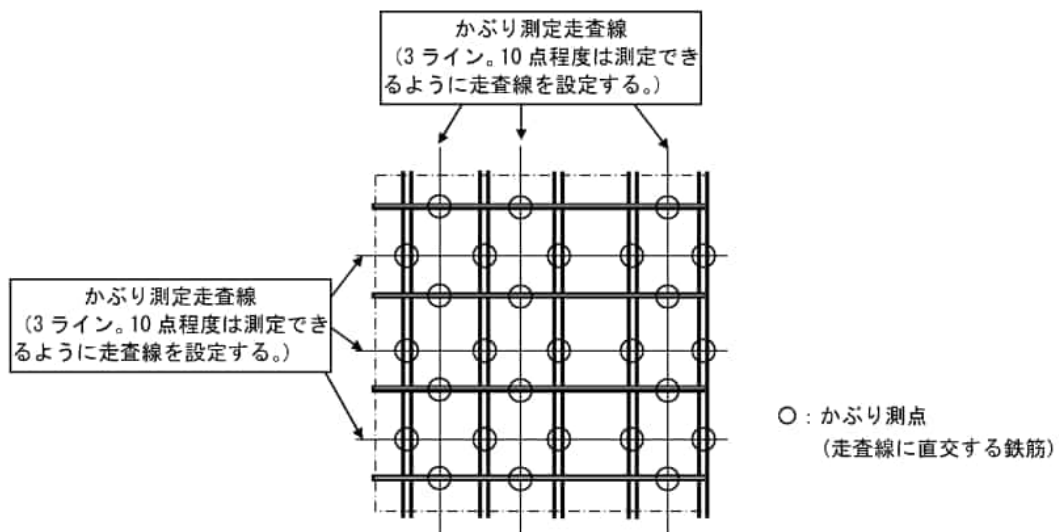 かぶり測定走査線
(3 ライン。10 点程度は測定でき
るように走査線を設定する。)
かぶり測定走査線
(3 ライン。10 点程度は測定でき
るように走査線を設定する。)
○：かぶり測点
(走査線に直交する鉄筋)